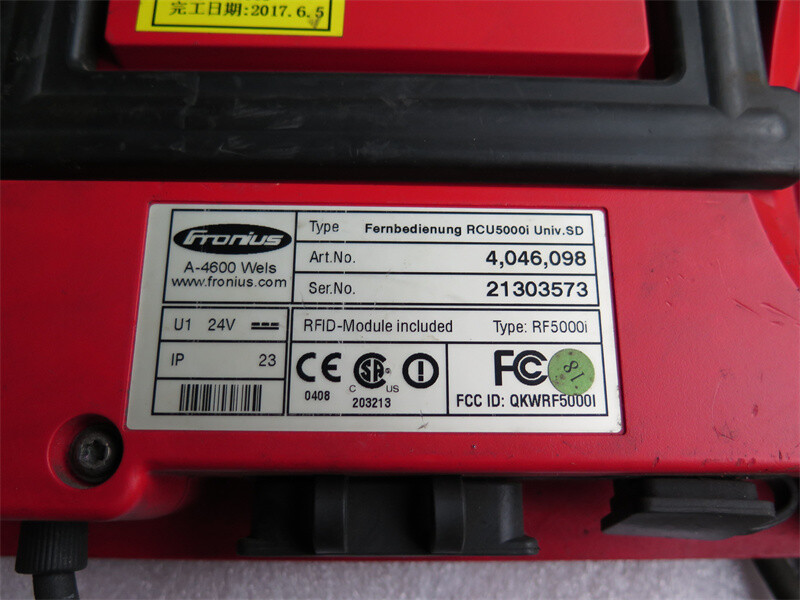 完工日期:2017.6.5
Fronius
A-4600 Wels
www.fronius.com
Type Fernbedienung RCU5000i Univ.SD
Art.No. 4,046,098
Ser.No. 21303573
U1 24V
IP 23
RFID-Module included Type: RF5000i
CE
0408
SA
C US
203213
FC
18
FCC ID: QKWRF5000I